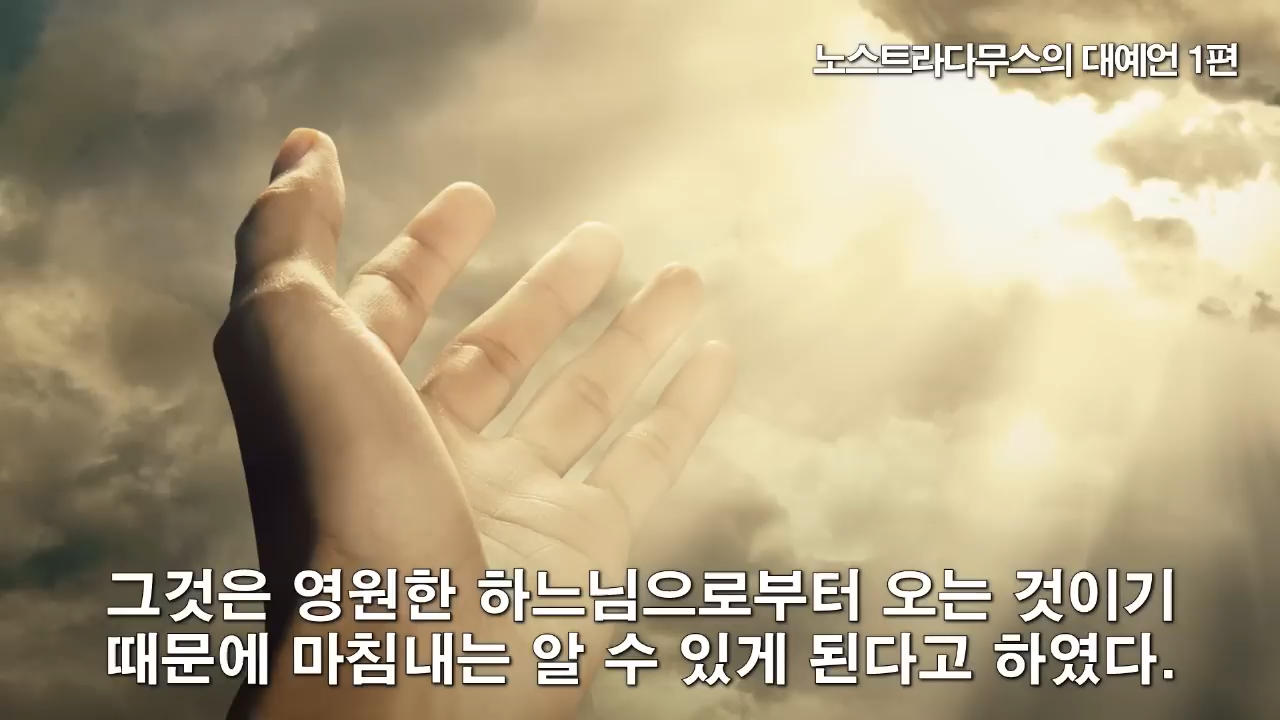 노스트라다무스의 대예언 1편
그것은 영원한 하느님으로부터 오는 것이기
때문에 마침내는 알 수 있게 된다고 하였다.